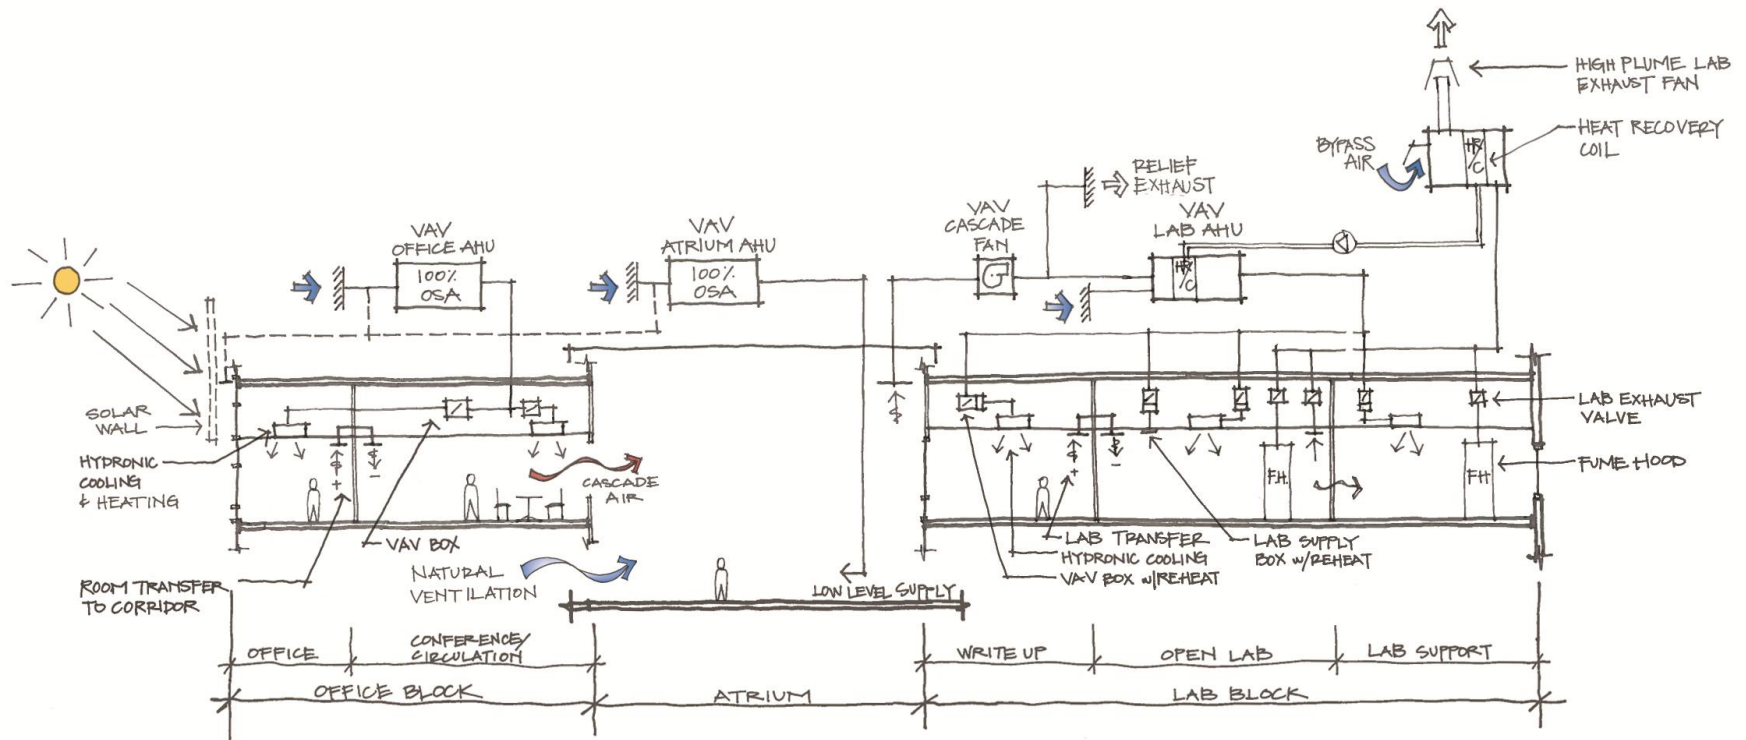 HIGH PLUME LAB
EXHAUST FAN
HEAT RECOVERY
COIL
BYPASS
AIR
HR/C
RELIEF
EXHAUST
VAV
OFFICE AHU
100%
OSA
VAV
ATRIUM AHU
100%
OSA
VAV
CASCADE
FAN
VAV
LAB AHU
HR/C
SOLAR
WALL
HYDRONIC
COOLING
& HEATING
CASCADE
AIR
LAB EXHAUST
VALVE
FUME HOOD
F.H.
F.H.
VAV BOX
ROOM TRANSFER
TO CORRIDOR
NATURAL
VENTILATION
LOW LEVEL SUPPLY
LAB TRANSFER
HYDRONIC COOLING
VAV BOX w/REHEAT
LAB SUPPLY
BOX w/REHEAT
OFFICE
CONFERENCE/
CIRCULATION
WRITE UP
OPEN LAB
LAB SUPPORT
OFFICE BLOCK
ATRIUM
LAB BLOCK